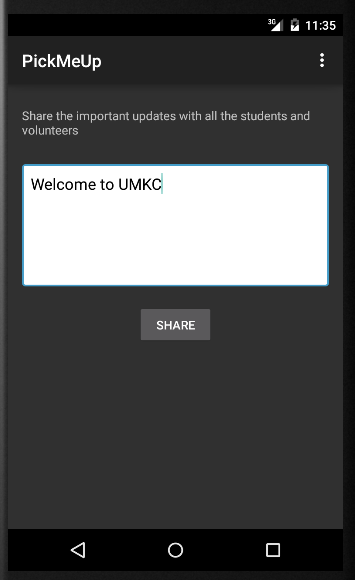 3G 11:35
PickMeUp
Share the important updates with all the students and
volunteers
Welcome to UMKC
SHARE